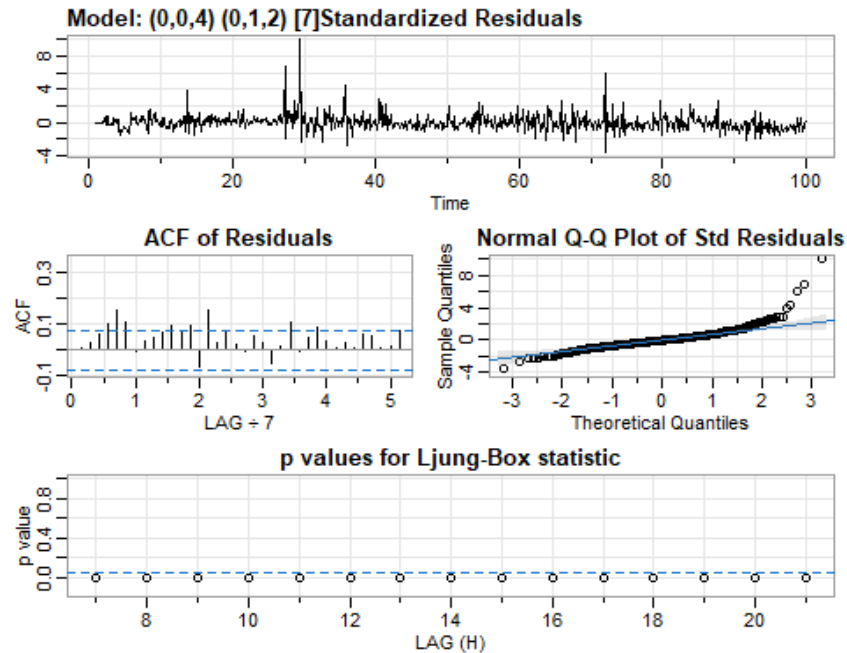 Model: (0,0,4) (0,1,2) [7]Standardized Residuals
8
4
0
-4
0 20 40 60 80 100
Time
ACF of Residuals
ACF
0.3
0.1
-0.1
0 1 2 3 4 5
LAG ÷ 7
Normal Q-Q Plot of Std Residuals
Sample Quantiles
8
4
0
-4
-3 -2 -1 0 1 2 3
Theoretical Quantiles
p values for Ljung-Box statistic
p value
0.8
0.4
0.0
8 10 12 14 16 18 20
LAG (H)